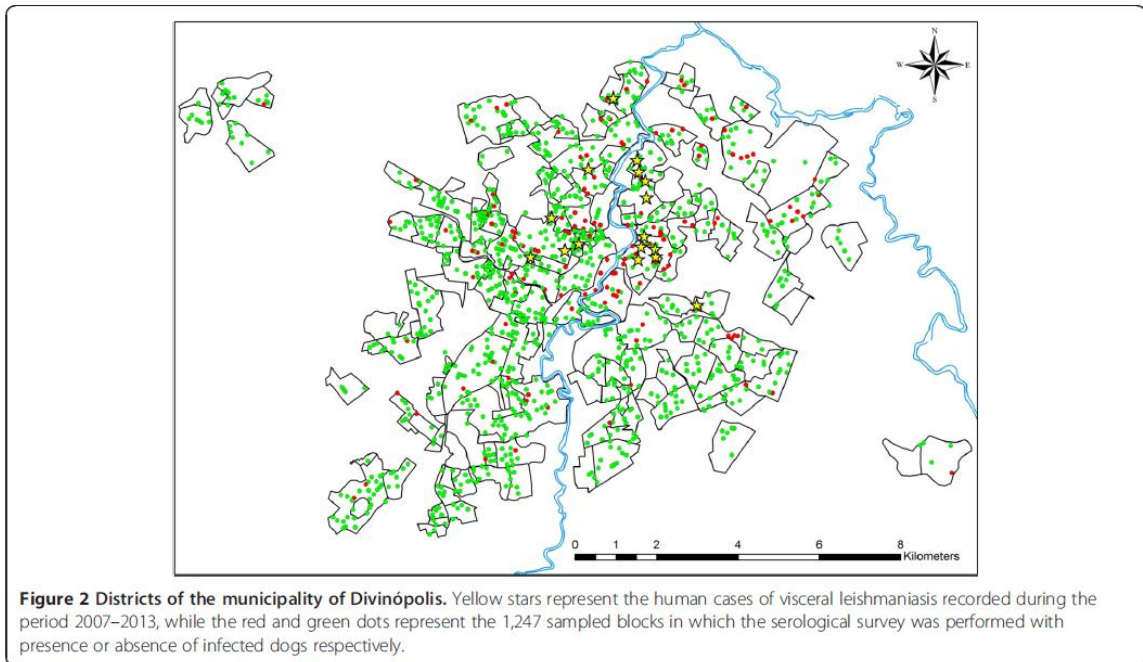 N
W E
S
0 1 2 4 6 8
Kilometers
Figure 2 Districts of the municipality of Divinópolis. Yellow stars represent the human cases of visceral leishmaniasis recorded during the
period 2007–2013, while the red and green dots represent the 1,247 sampled blocks in which the serological survey was performed with
presence or absence of infected dogs respectively.